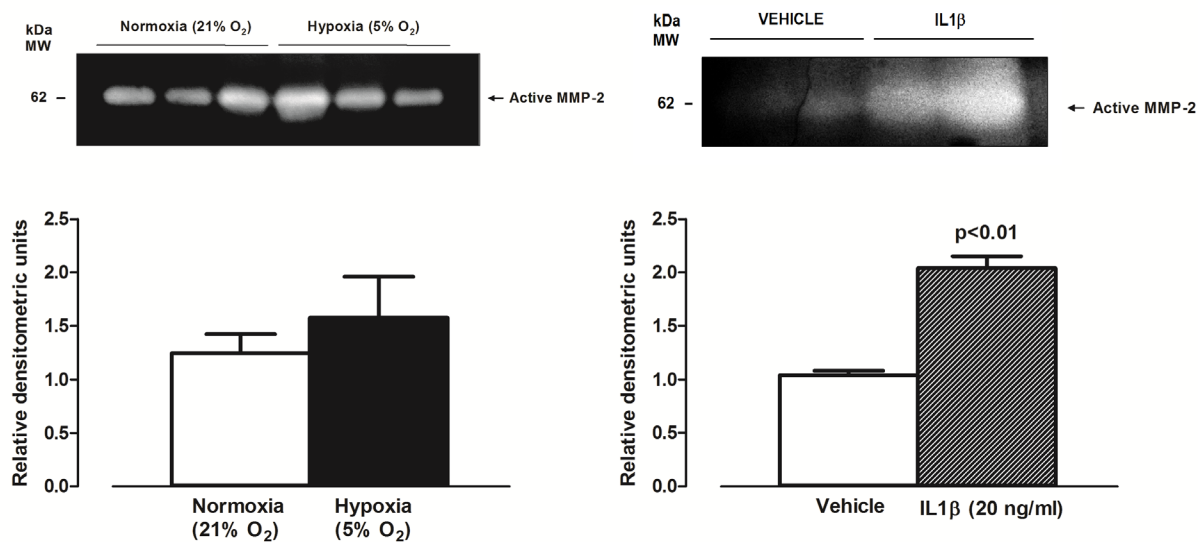 kDa
MW
Normoxia (21% O₂)
Hypoxia (5% O₂)
62 –
← Active MMP-2
Relative densitometric units
2.5
2.0
1.5
1.0
0.5
0.0
Normoxia
(21% O₂)
Hypoxia
(5% O₂)
kDa
MW
VEHICLE
IL1β
62 –
← Active MMP-2
Relative densitometric units
2.5
2.0
1.5
1.0
0.5
0.0
p<0.01
Vehicle
IL1β (20 ng/ml)